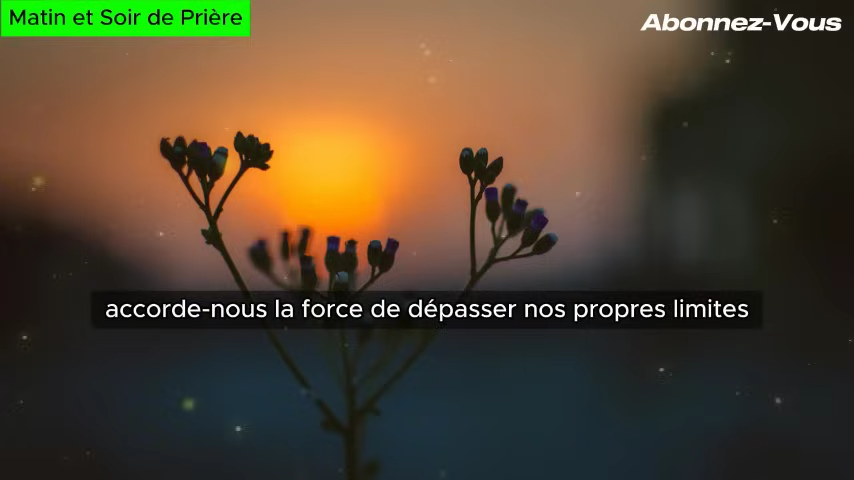 Matin et Soir de Prière
Abonnez-Vous
accorde-nous la force de dépasser nos propres limites